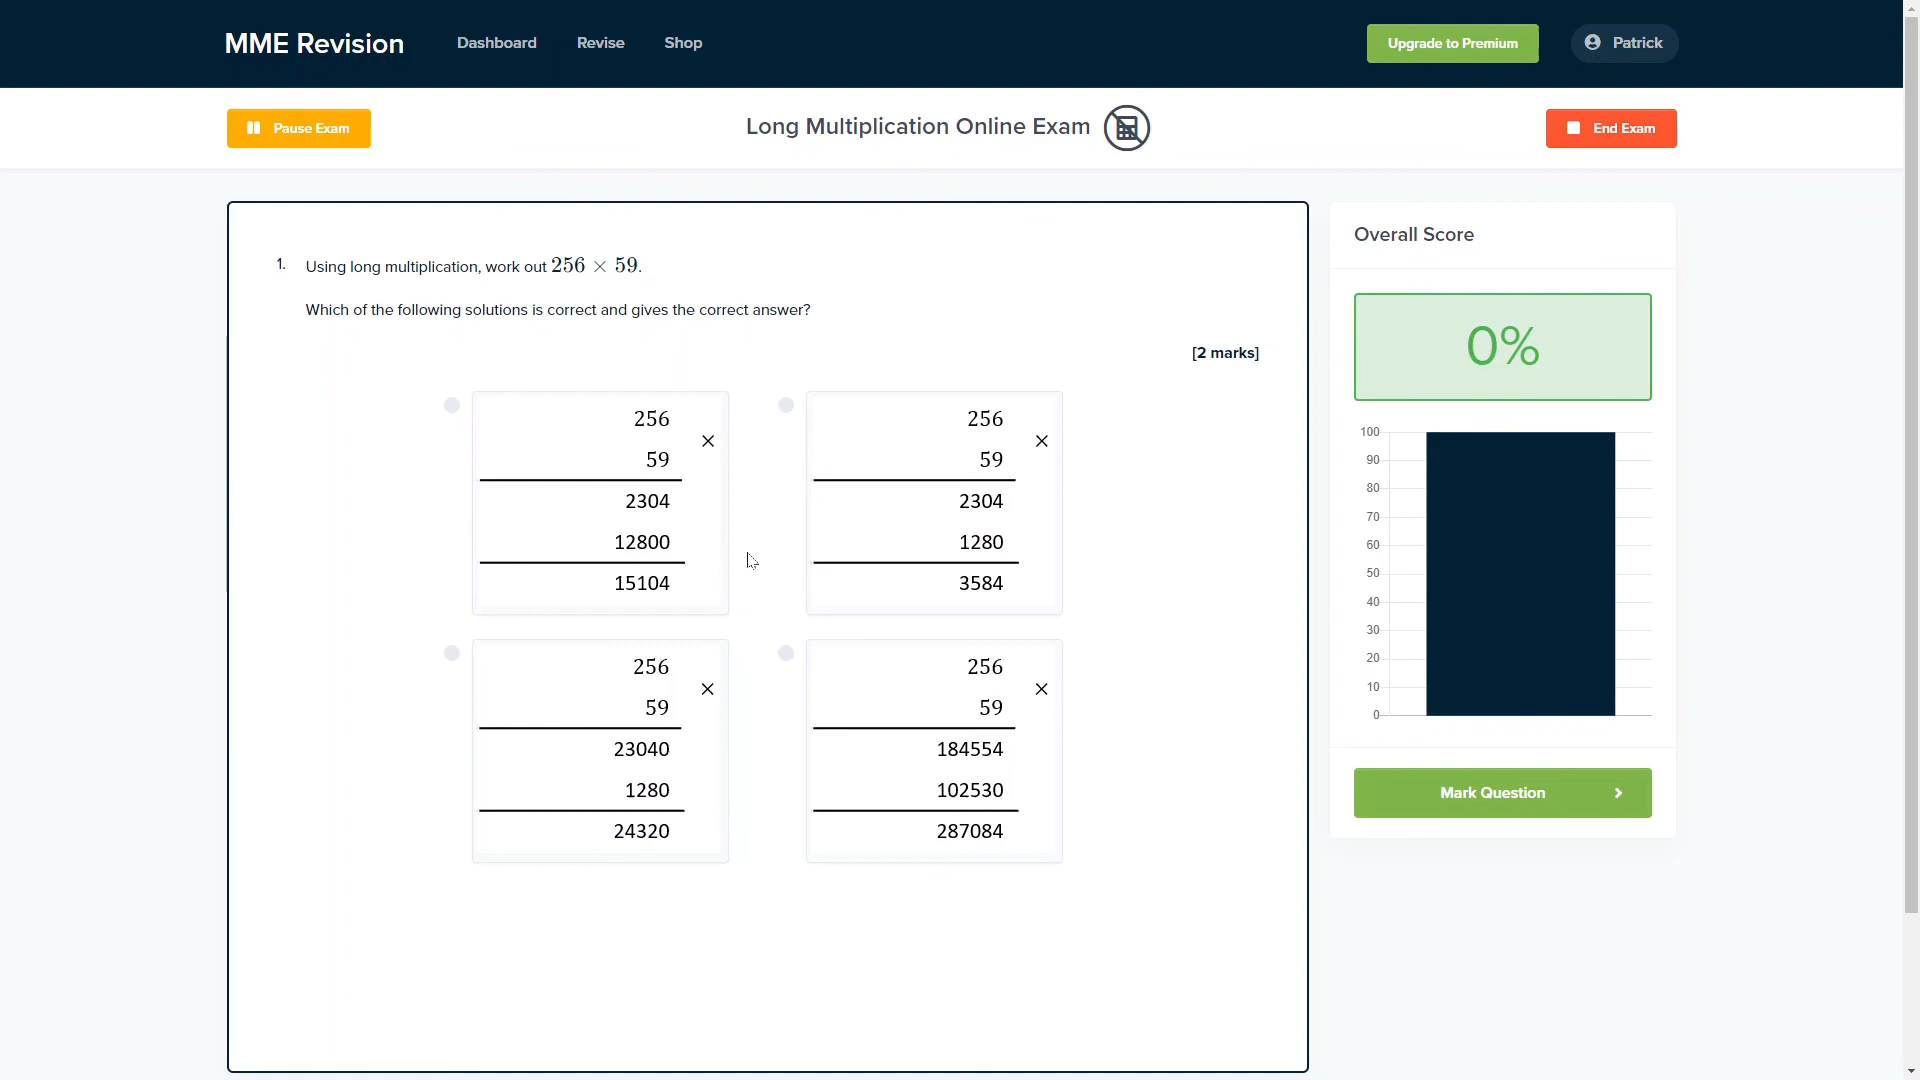 MME Revision
Dashboard
Revise
Shop
Upgrade to Premium
Patrick
Pause Exam
Long Multiplication Online Exam
End Exam
1. Using long multiplication, work out 256 × 59.
Which of the following solutions is correct and gives the correct answer?
[2 marks]
256
×
59
2304
12800
15104
256
×
59
2304
1280
3584
256
×
59
23040
1280
24320
256
×
59
184554
102530
287084
Overall Score
0%
100
90
80
70
60
50
40
30
20
10
0
Mark Question